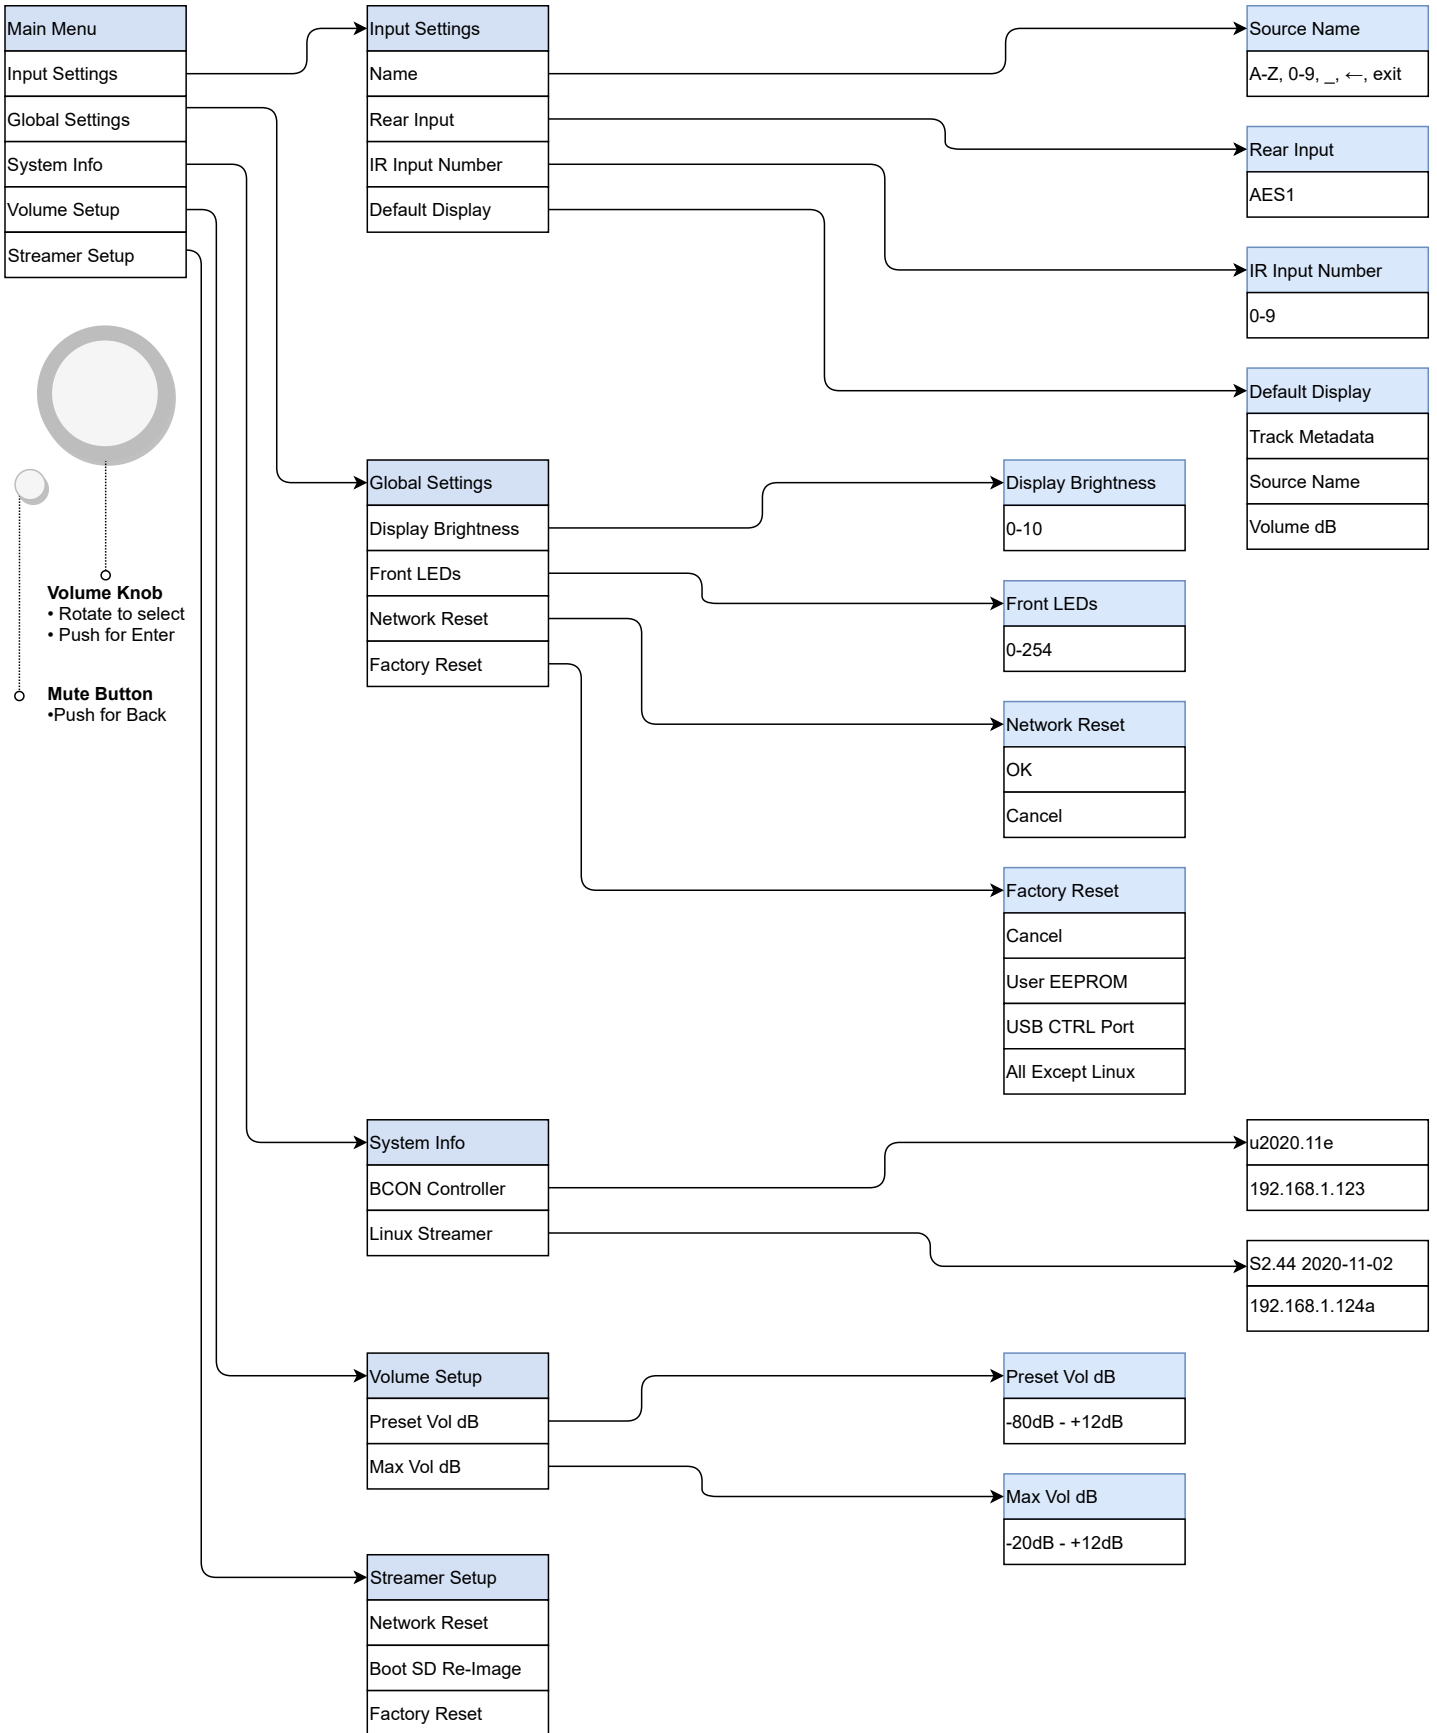 Main Menu
Input Settings
Global Settings
System Info
Volume Setup
Streamer Setup
Volume Knob
• Rotate to select
• Push for Enter
Mute Button
•Push for Back
Input Settings
Name
Rear Input
IR Input Number
Default Display
Source Name
A-Z, 0-9, _, ←, exit
Rear Input
AES1
IR Input Number
0-9
Default Display
Track Metadata
Source Name
Volume dB
Global Settings
Display Brightness
Front LEDs
Network Reset
Factory Reset
Display Brightness
0-10
Front LEDs
0-254
Network Reset
OK
Cancel
Factory Reset
Cancel
User EEPROM
USB CTRL Port
All Except Linux
System Info
BCON Controller
Linux Streamer
u2020.11e
192.168.1.123
S2.44 2020-11-02
192.168.1.124a
Volume Setup
Preset Vol dB
Max Vol dB
Preset Vol dB
-80dB - +12dB
Max Vol dB
-20dB - +12dB
Streamer Setup
Network Reset
Boot SD Re-Image
Factory Reset